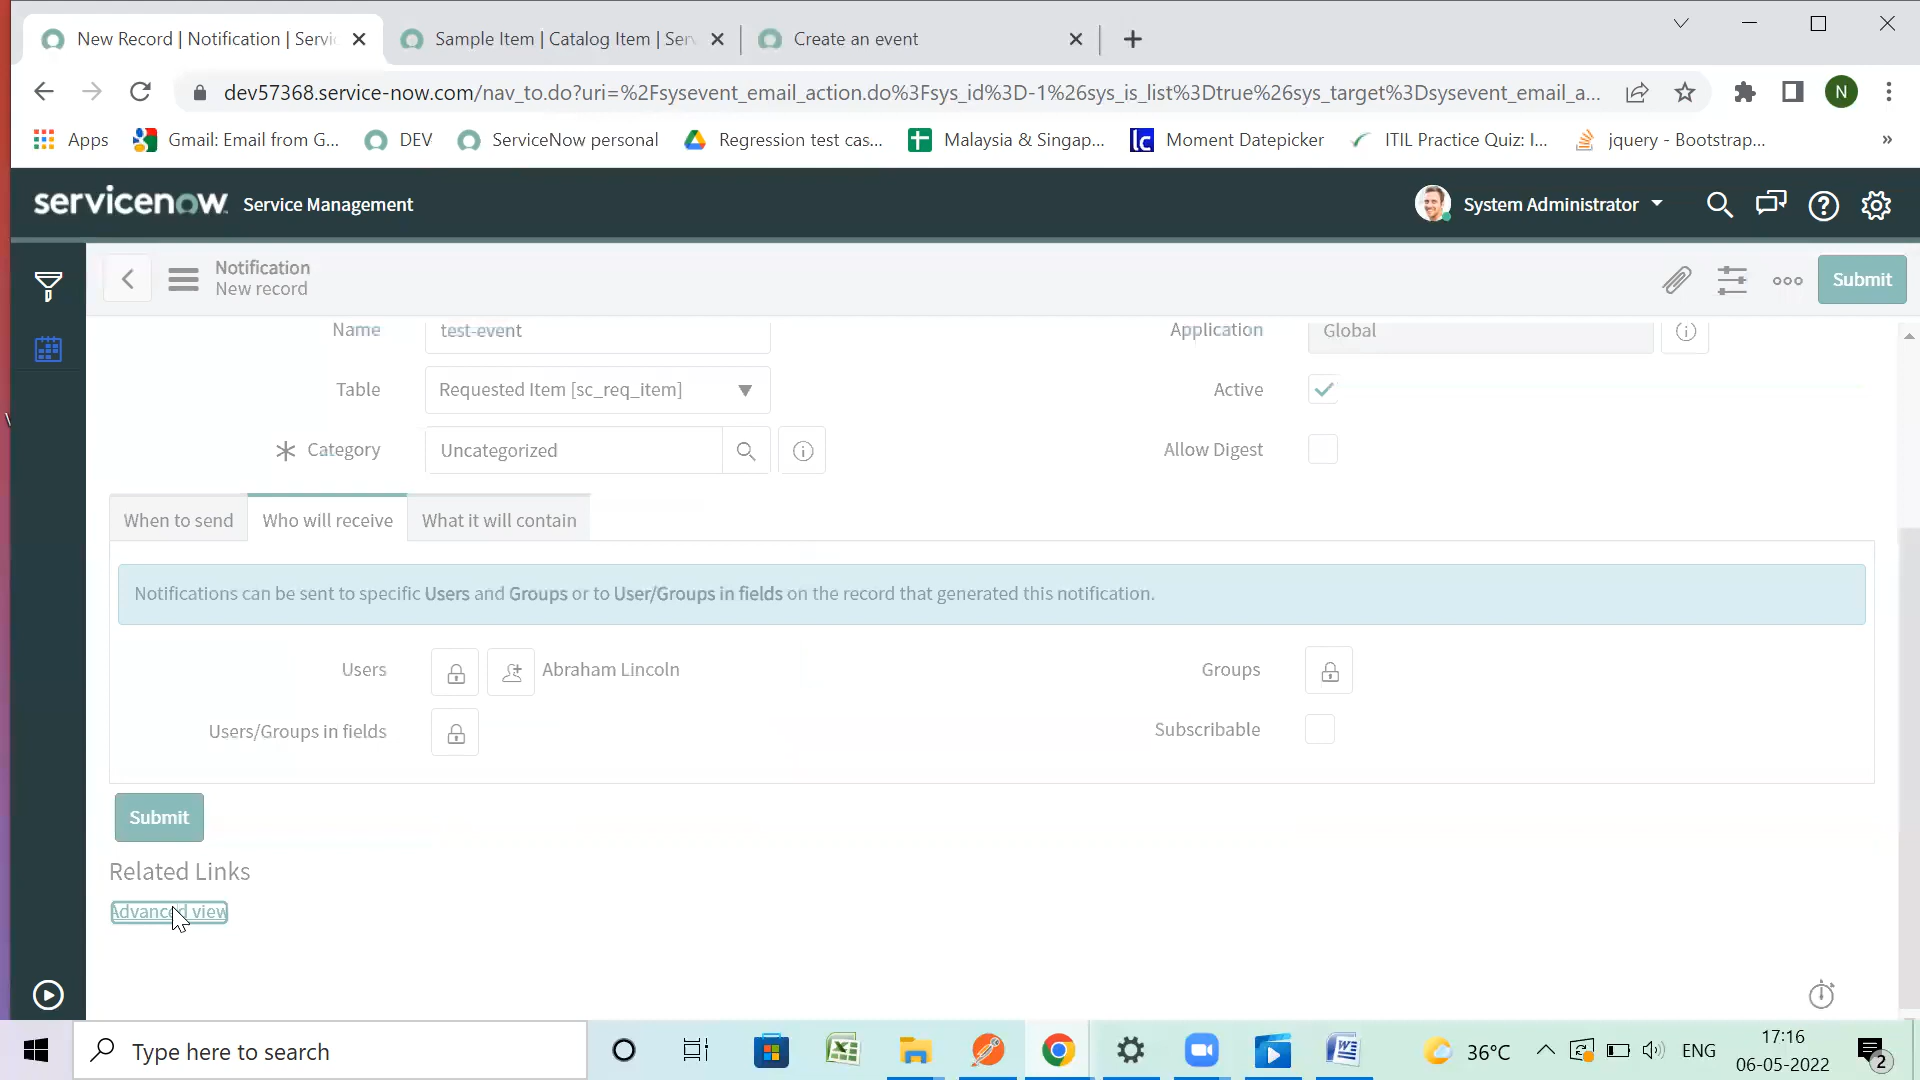 New Record | Notification | Servi
Sample Item | Catalog Item | Ser
Create an event
dev57368.service-now.com/nav_to.do?uri=%2Fsysevent_email_action.do%3Fsys_id%3D-1%26sys_is_list%3Dtrue%26sys_target%3Dsysevent_email_a...
N
Apps
Gmail: Email from G...
DEV
ServiceNow personal
Regression test cas...
Malaysia & Singap...
lc
Moment Datepicker
ITIL Practice Quiz: I...
jquery - Bootstrap...
»
servicenow Service Management
System Administrator
Notification
New record
Submit
Name
test-event
Application
Global
Table
Requested Item [sc_req_item]
Active
Category
Uncategorized
Allow Digest
When to send
Who will receive
What it will contain
Notifications can be sent to specific Users and Groups or to User/Groups in fields on the record that generated this notification.
Users
Abraham Lincoln
Groups
Users/Groups in fields
Subscribable
Submit
Related Links
Advanced view
Type here to search
36°C
ENG
17:16
06-05-2022
2